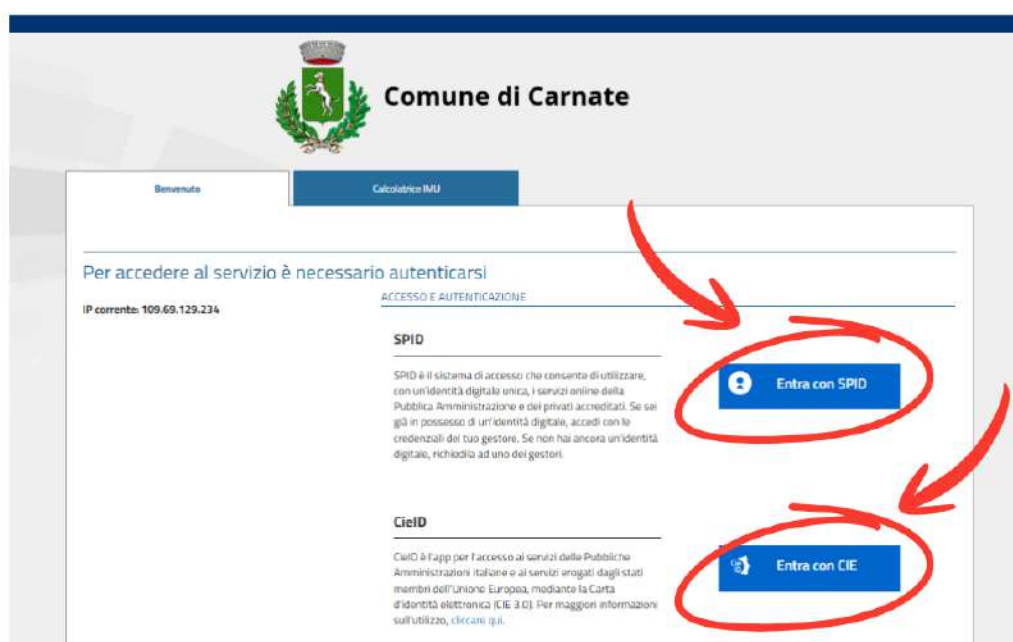 Comune di Carnate
Benvenuto
Calcolatrice IMU
Per accedere al servizio è necessario autenticarsi
IP corrente: 109.69.129.234
ACCESSO E AUTENTICAZIONE
SPID
SPID è il sistema di accesso che consente di utilizzare,
con un'identità digitale unica, i servizi online della
Pubblica Amministrazione e dei privati accreditati. Se sei
già in possesso di un'identità digitale, accedi con le
credenziali del tuo gestore. Se non hai ancora un'identità
digitale, richiedila ad uno dei gestori.
Entra con SPID
CieID
CieID è l'app per l'accesso ai servizi delle Pubbliche
Amministrazioni italiane e ai servizi erogati dagli stati
membri dell'Unione Europea, mediante la Carta
d'identità elettronica (CIE 3.0). Per maggiori informazioni
sull'utilizzo, cliccare qui.
Entra con CIE